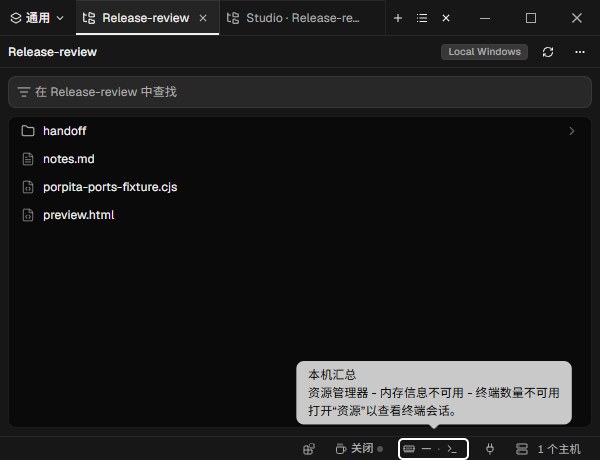 通用
Release-review
Studio · Release-re...
Release-review
Local Windows
在 Release-review 中查找
handoff
notes.md
porpita-ports-fixture.cjs
preview.html
本机汇总
资源管理器 - 内存信息不可用 - 终端数量不可用
打开“资源”以查看终端会话。
关闭
— ·
1 个主机